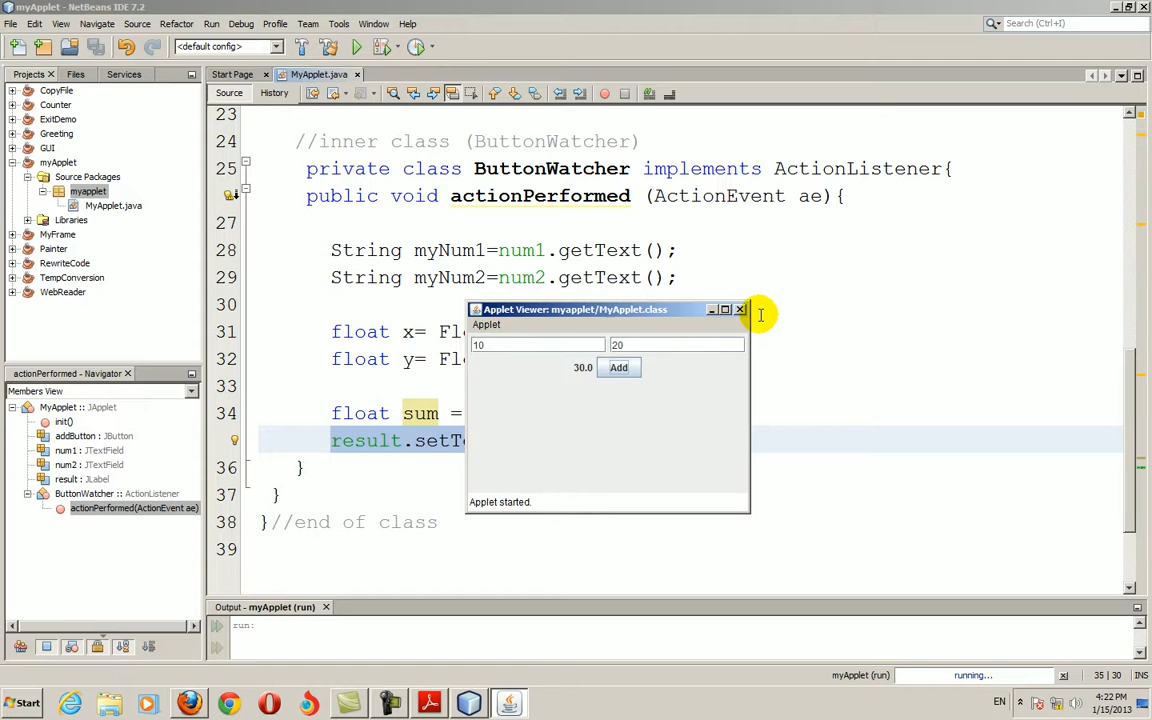 myApplet - NetBeans IDE 7.2
File Edit View Navigate Source Refactor Run Debug Profile Team Tools Window Help
Search (Ctrl+I)
<default config>
Projects Files Services
Start Page MyApplet.java
Source History
CopyFile
Counter
ExitDemo
Greeting
GUI
myApplet
Source Packages
myapplet
MyApplet.java
Libraries
MyFrame
Painter
RewriteCode
TempConversion
WebReader
23
24 //inner class (ButtonWatcher)
25 private class ButtonWatcher implements ActionListener{
public void actionPerformed (ActionEvent ae){
27
28 String myNum1=num1.getText();
29 String myNum2=num2.getText();
30
31 float x= Fl
32 float y= Fl
33
34 float sum =
result.setT
36 }
37 }
38 }//end of class
39
Applet Viewer: myapplet/MyApplet.class
Applet
10 20
30.0 Add
Applet started.
actionPerformed - Navigator
Members View
MyApplet :: JApplet
init()
addButton : JButton
num1 : JTextField
num2 : JTextField
result : JLabel
ButtonWatcher :: ActionListener
actionPerformed(ActionEvent ae)
Output - myApplet (run)
run:
myApplet (run) running... 35 | 30 INS
Start
EN
4:22 PM
1/15/2013